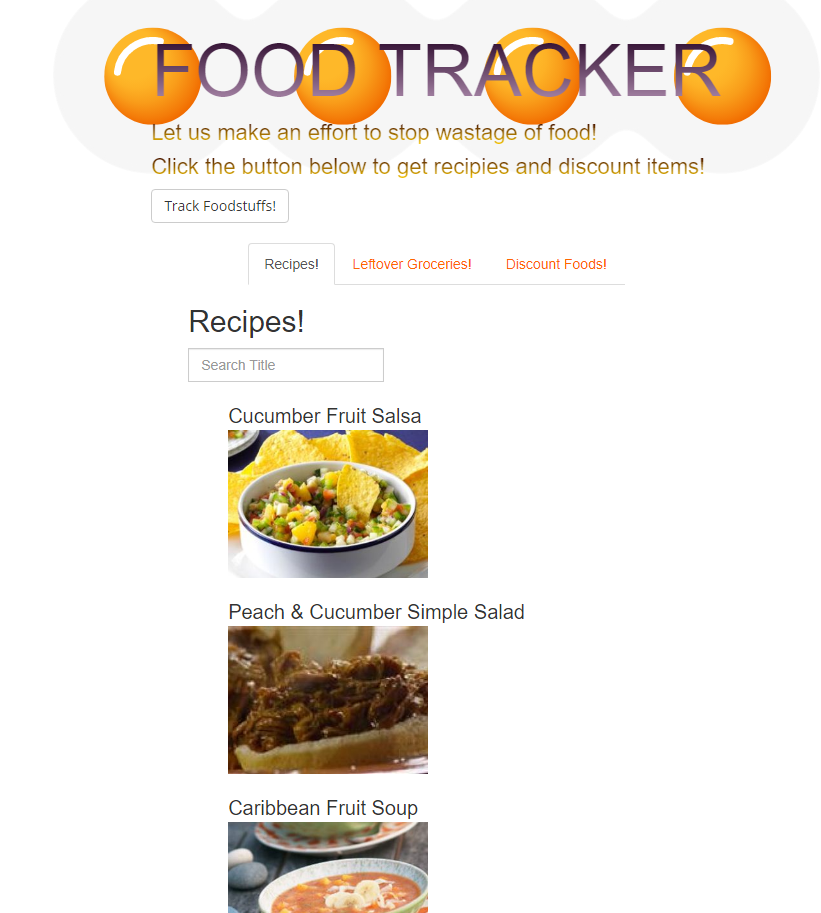 FOOD TRACKER
Let us make an effort to stop wastage of food!
Click the button below to get recipies and discount items!
Track Foodstuffs!
Recipes! Leftover Groceries! Discount Foods!
Recipes!
Search Title
Cucumber Fruit Salsa
Peach & Cucumber Simple Salad
Caribbean Fruit Soup